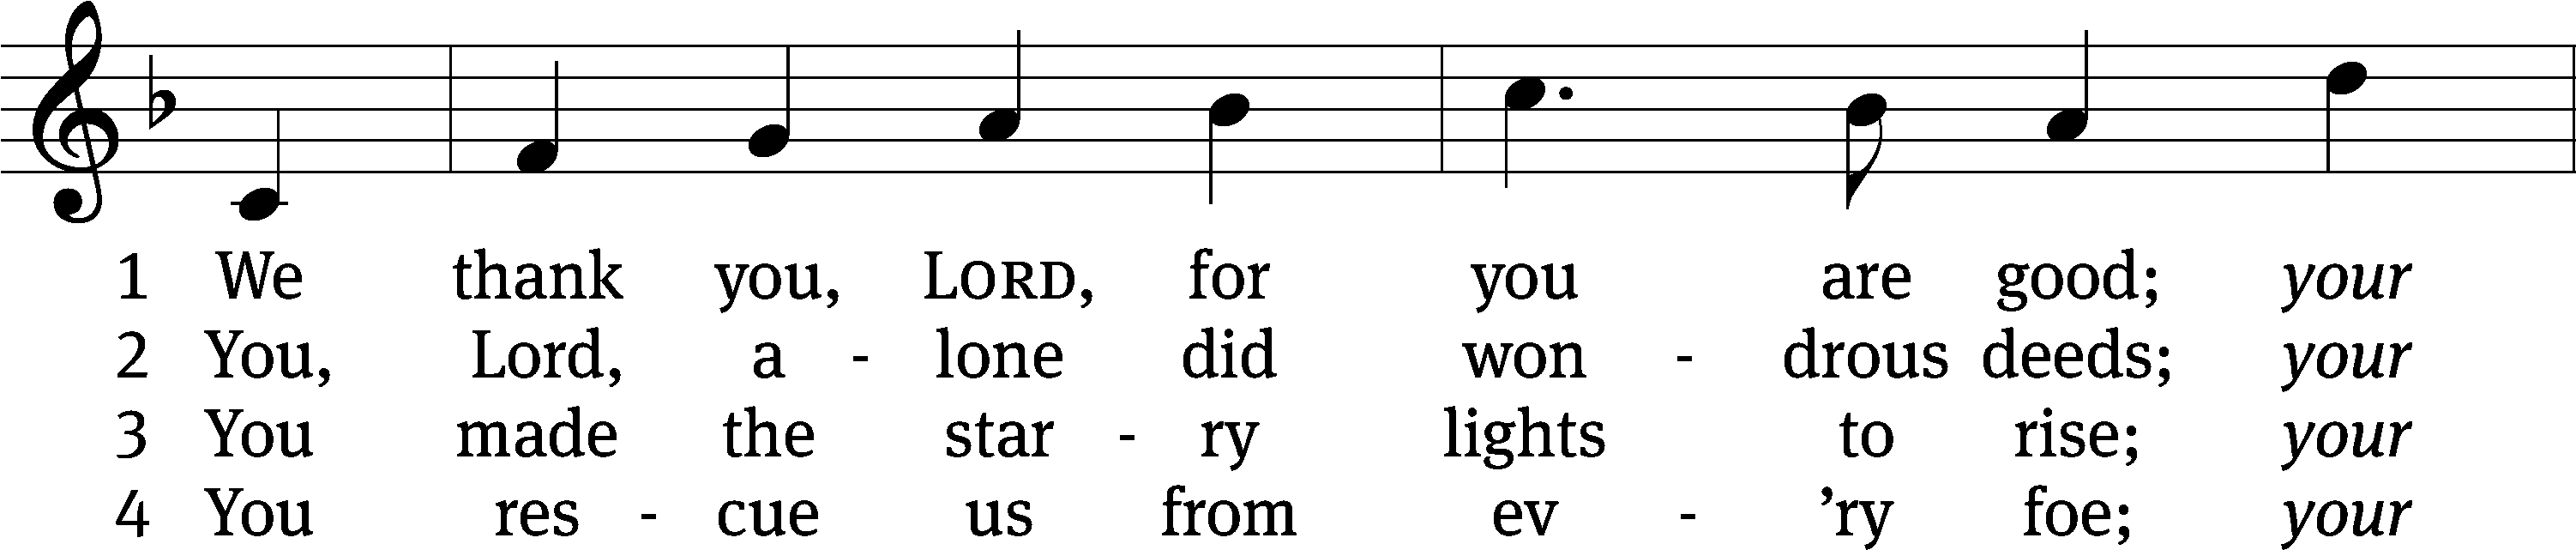 1 We thank you, LORD, for you are good; your
2 You, Lord, a - lone did won - drous deeds; your
3 You made the star - ry lights to rise; your
4 You res - cue us from ev - ’ry foe; your